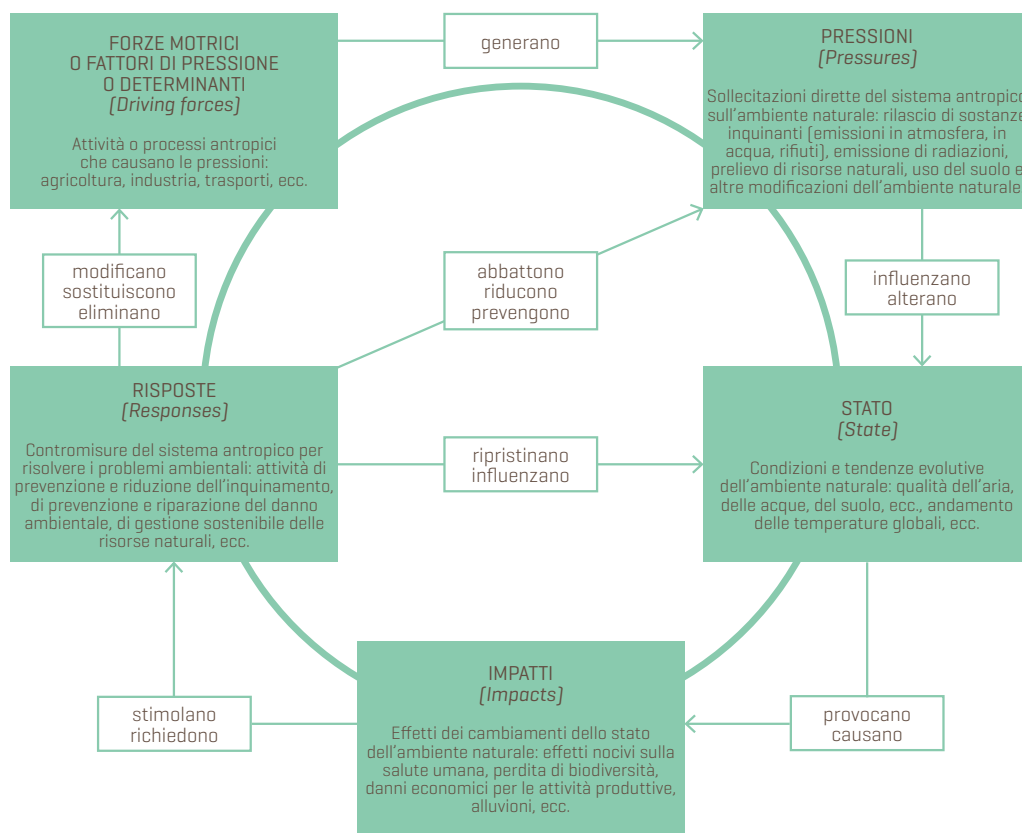 FORZE MOTRICI
O FATTORI DI PRESSIONE
O DETERMINANTI
(Driving forces)
Attività o processi antropici
che causano le pressioni:
agricoltura, industria, trasporti, ecc.
generano
PRESSIONI
(Pressures)
Sollecitazioni dirette del sistema antropico
sull'ambiente naturale: rilascio di sostanze
inquinanti (emissioni in atmosfera, in
acqua, rifiuti), emissione di radiazioni,
prelievo di risorse naturali, uso del suolo e
altre modificazioni dell'ambiente naturale
modificano
sostituiscono
eliminano
abbattono
riducono
prevengono
influenzano
alterano
RISPOSTE
(Responses)
Contromisure del sistema antropico per
risolvere i problemi ambientali: attività di
prevenzione e riduzione dell'inquinamento,
di prevenzione e riparazione del danno
ambientale, di gestione sostenibile delle
risorse naturali, ecc.
ripristinano
influenzano
STATO
(State)
Condizioni e tendenze evolutive
dell'ambiente naturale: qualità dell'aria,
delle acque, del suolo, ecc., andamento
delle temperature globali, ecc.
stimolano
richiedono
IMPATTI
(Impacts)
Effetti dei cambiamenti dello stato
dell'ambiente naturale: effetti nocivi sulla
salute umana, perdita di biodiversità,
danni economici per le attività produttive,
alluvioni, ecc.
provocano
causano